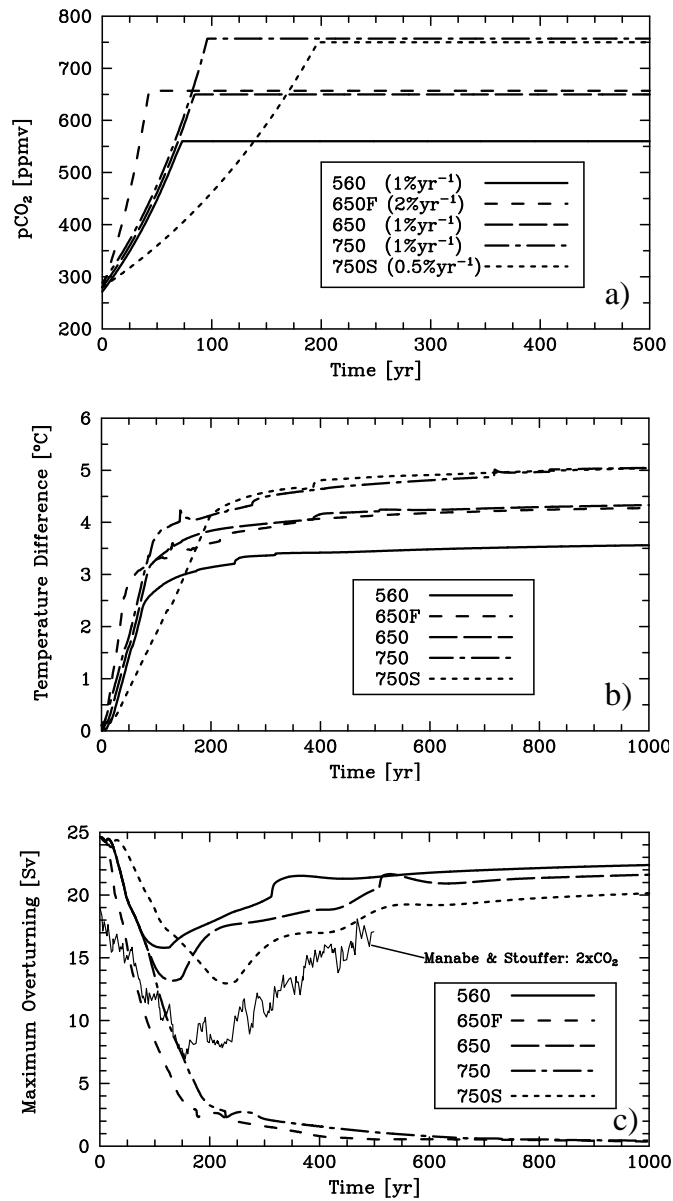 800
700
600
500
400
300
200
pCO₂ [ppmv]
560 (1%yr⁻¹)
650F (2%yr⁻¹)
650 (1%yr⁻¹)
750 (1%yr⁻¹)
750S (0.5%yr⁻¹)
a)
0 100 200 300 400 500
Time [yr]
6
5
4
3
2
1
0
Temperature Difference [°C]
560
650F
650
750
750S
b)
0 200 400 600 800 1000
Time [yr]
25
20
15
10
5
0
Maximum Overturning [Sv]
Manabe & Stouffer: 2xCO₂
560
650F
650
750
750S
c)
0 200 400 600 800 1000
Time [yr]